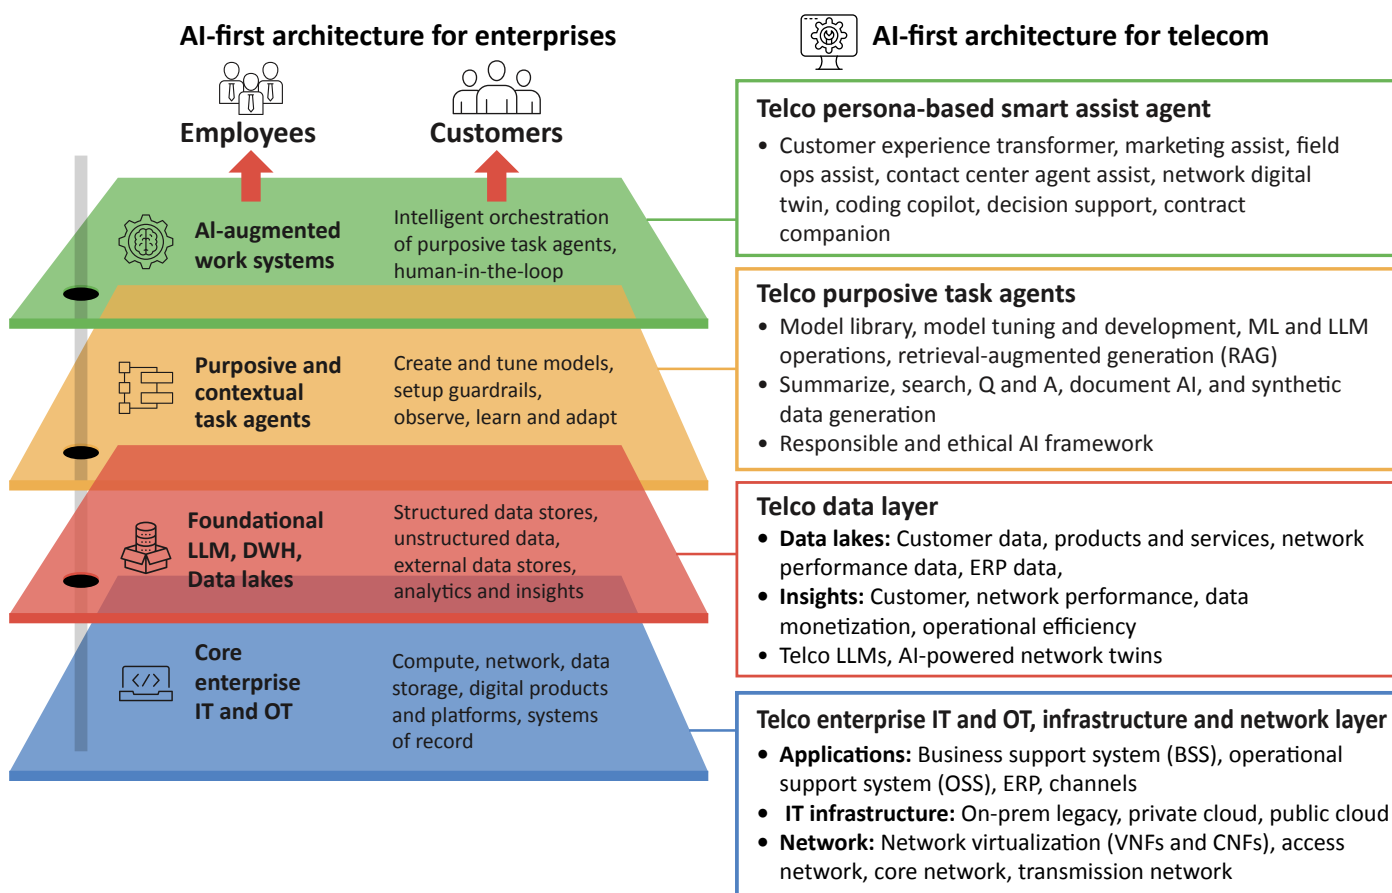 AI-first architecture for enterprises
Employees
Customers
AI-augmented
work systems
Intelligent orchestration
of purposive task agents,
human-in-the-loop
Purposive and
contextual
task agents
Create and tune models,
setup guardrails,
observe, learn and adapt
Foundational
LLM, DWH,
Data lakes
Structured data stores,
unstructured data,
external data stores,
analytics and insights
</>
Core
enterprise
IT and OT
Compute, network, data
storage, digital products
and platforms, systems
of record
AI-first architecture for telecom
Telco persona-based smart assist agent
• Customer experience transformer, marketing assist, field
ops assist, contact center agent assist, network digital
twin, coding copilot, decision support, contract
companion
Telco purposive task agents
• Model library, model tuning and development, ML and LLM
operations, retrieval-augmented generation (RAG)
• Summarize, search, Q and A, document AI, and synthetic
data generation
• Responsible and ethical AI framework
Telco data layer
• Data lakes: Customer data, products and services, network
performance data, ERP data,
• Insights: Customer, network performance, data
monetization, operational efficiency
• Telco LLMs, AI-powered network twins
Telco enterprise IT and OT, infrastructure and network layer
• Applications: Business support system (BSS), operational
support system (OSS), ERP, channels
• IT infrastructure: On-prem legacy, private cloud, public cloud
• Network: Network virtualization (VNFs and CNFs), access
network, core network, transmission network